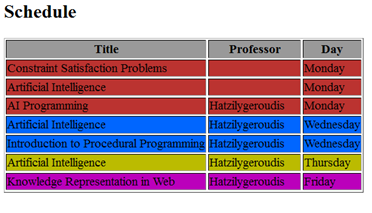 Schedule
Title Professor Day
Constraint Satisfaction Problems Monday
Artificial Intelligence Monday
AI Programming Hatzilygeroudis Monday
Artificial Intelligence Hatzilygeroudis Wednesday
Introduction to Procedural Programming Hatzilygeroudis Wednesday
Artificial Intelligence Hatzilygeroudis Thursday
Knowledge Representation in Web Hatzilygeroudis Friday